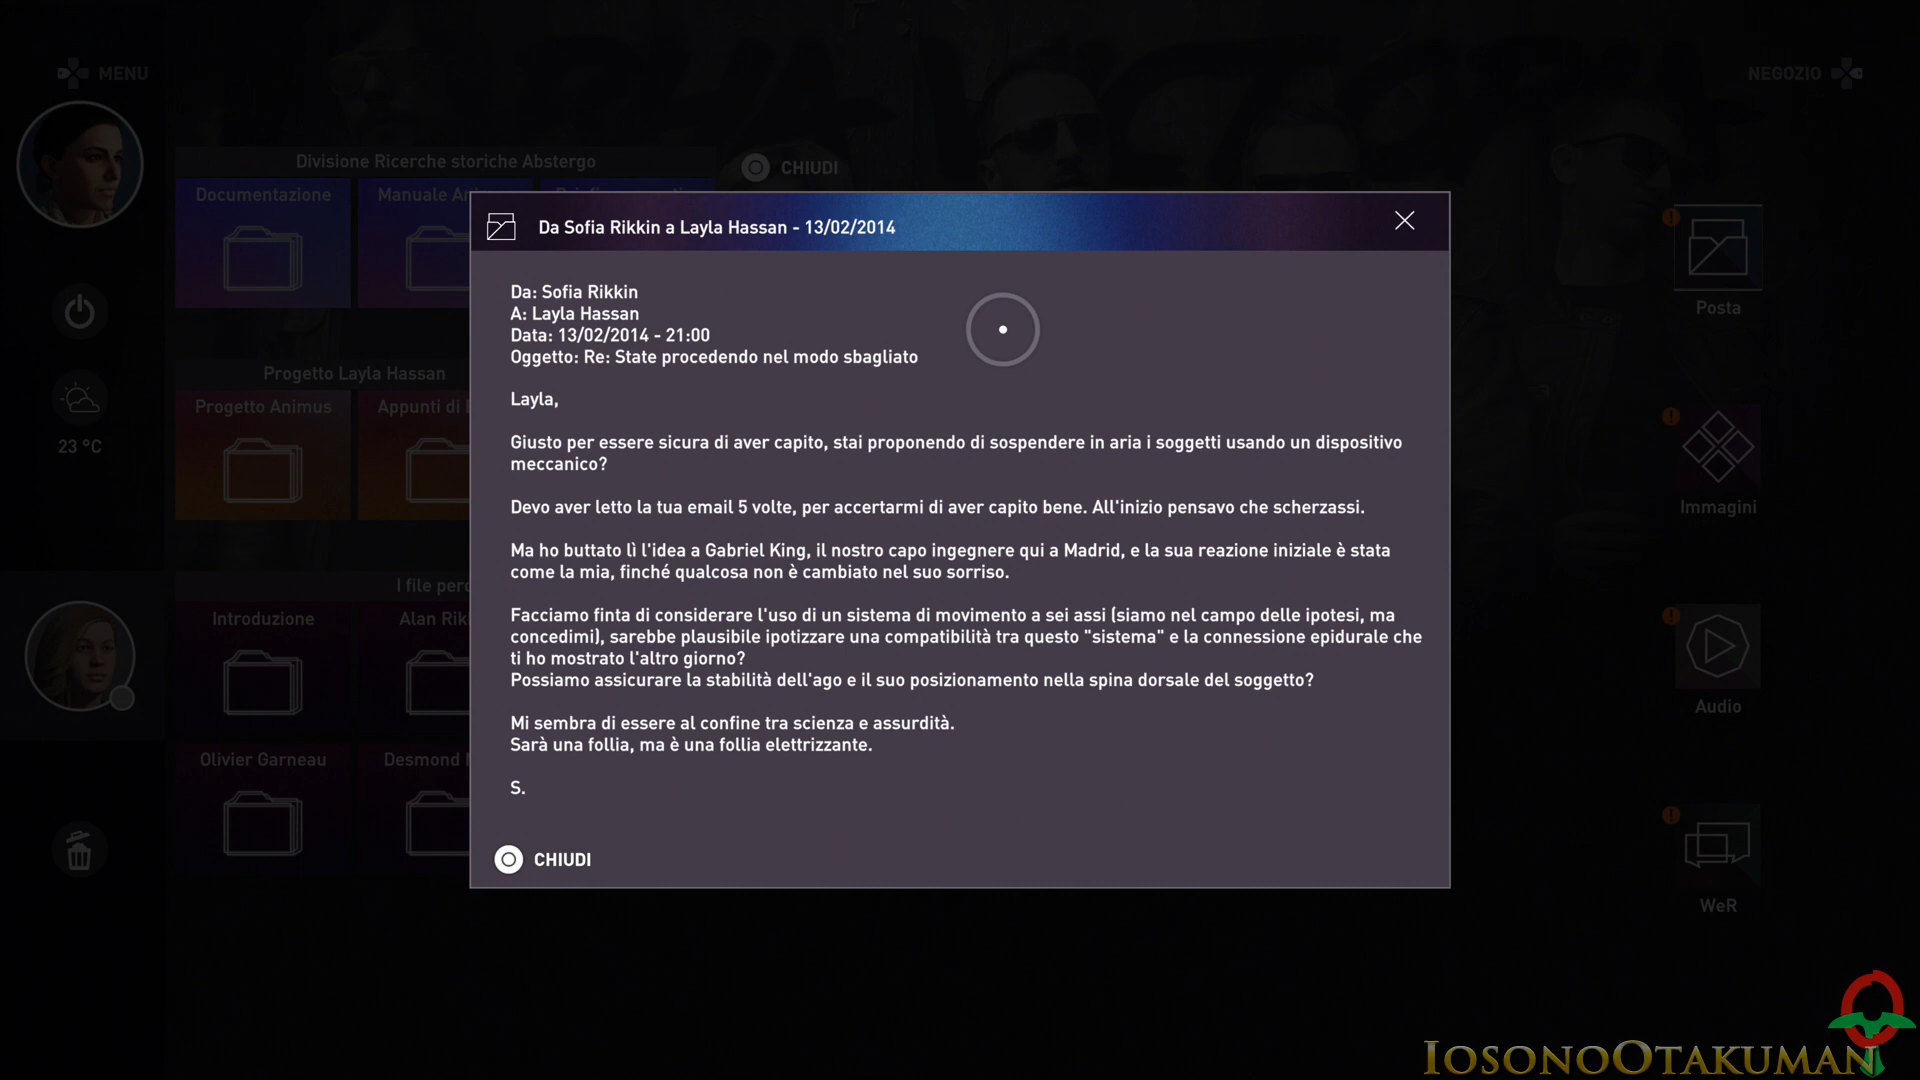 MENU
NEGOZIO
Divisione Ricerche storiche Abstergo
CHIUDI
Documentazione
Manuale
Da Sofia Rikkin a Layla Hassan - 13/02/2014
Da: Sofia Rikkin
A: Layla Hassan
Data: 13/02/2014 - 21:00
Oggetto: Re: State procedendo nel modo sbagliato
Layla,
Giusto per essere sicura di aver capito, stai proponendo di sospendere in aria i soggetti usando un dispositivo
meccanico?
Devo aver letto la tua email 5 volte, per accertarmi di aver capito bene. All'inizio pensavo che scherzassi.
Ma ho buttato lì l'idea a Gabriel King, il nostro capo ingegnere qui a Madrid, e la sua reazione iniziale è stata
come la mia, finché qualcosa non è cambiato nel suo sorriso.
Facciamo finta di considerare l'uso di un sistema di movimento a sei assi (siamo nel campo delle ipotesi, ma
concedimi), sarebbe plausibile ipotizzare una compatibilità tra questo "sistema" e la connessione epidurale che
ti ho mostrato l'altro giorno?
Possiamo assicurare la stabilità dell'ago e il suo posizionamento nella spina dorsale del soggetto?
Mi sembra di essere al confine tra scienza e assurdità.
Sarà una follia, ma è una follia elettrizzante.
S.
CHIUDI
23 °C
Progetto Layla Hassan
Progetto Animus
Appunti di
I file
Introduzione
Alan
Olivier Garneau
Desmond
Posta
Immagini
Audio
WeR
IOSONOOTAKUMAN